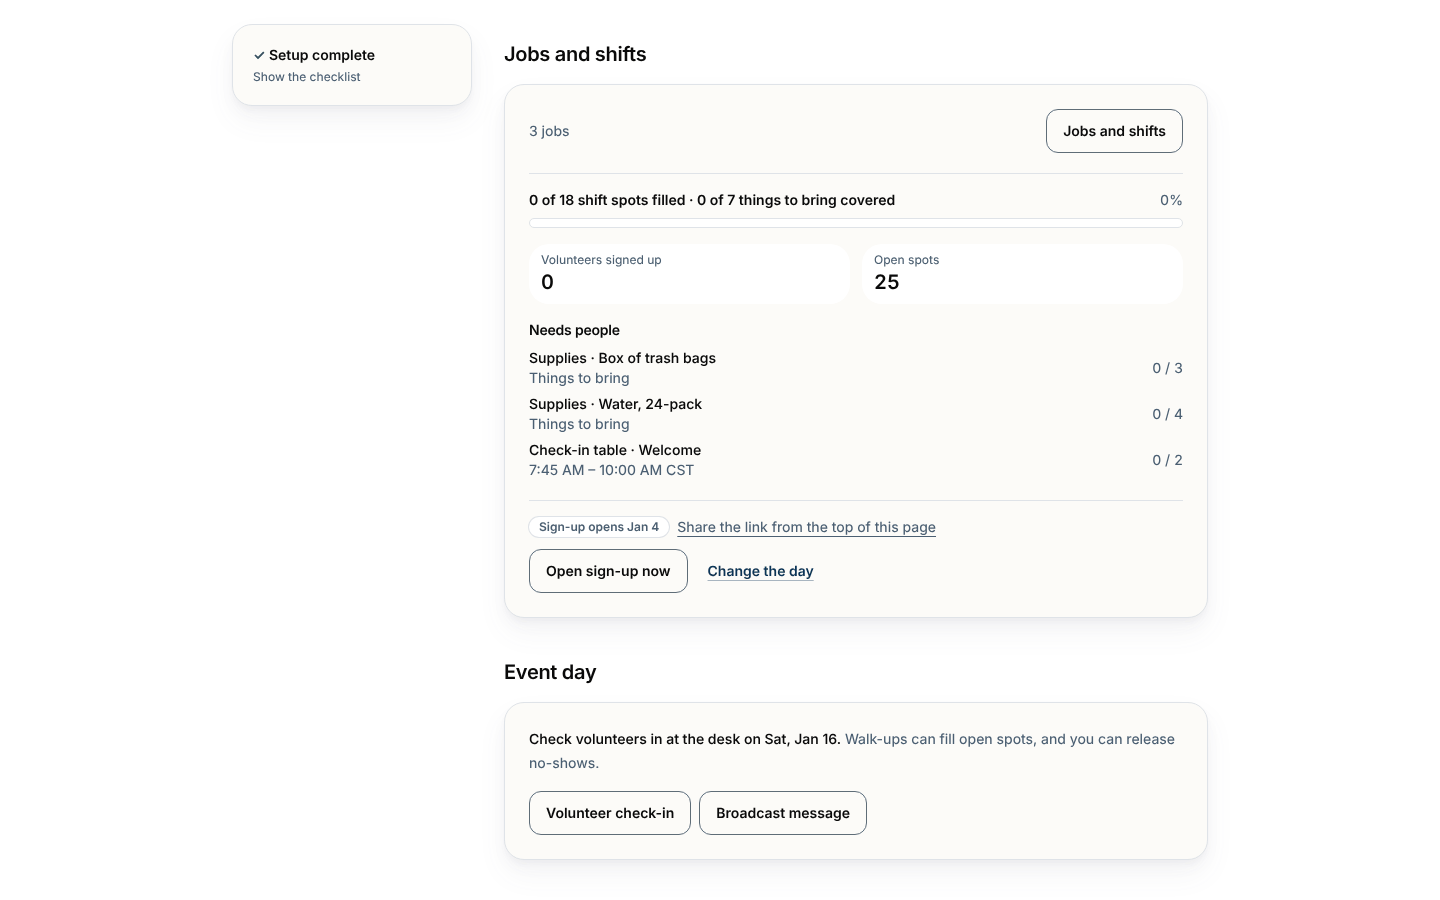 ✓ Setup complete
Show the checklist
Jobs and shifts
3 jobs
Jobs and shifts
0 of 18 shift spots filled · 0 of 7 things to bring covered
0%
Volunteers signed up
0
Open spots
25
Needs people
Supplies · Box of trash bags
Things to bring
0 / 3
Supplies · Water, 24-pack
Things to bring
0 / 4
Check-in table · Welcome
7:45 AM – 10:00 AM CST
0 / 2
Sign-up opens Jan 4
Share the link from the top of this page
Open sign-up now
Change the day
Event day
Check volunteers in at the desk on Sat, Jan 16. Walk-ups can fill open spots, and you can release
no-shows.
Volunteer check-in
Broadcast message